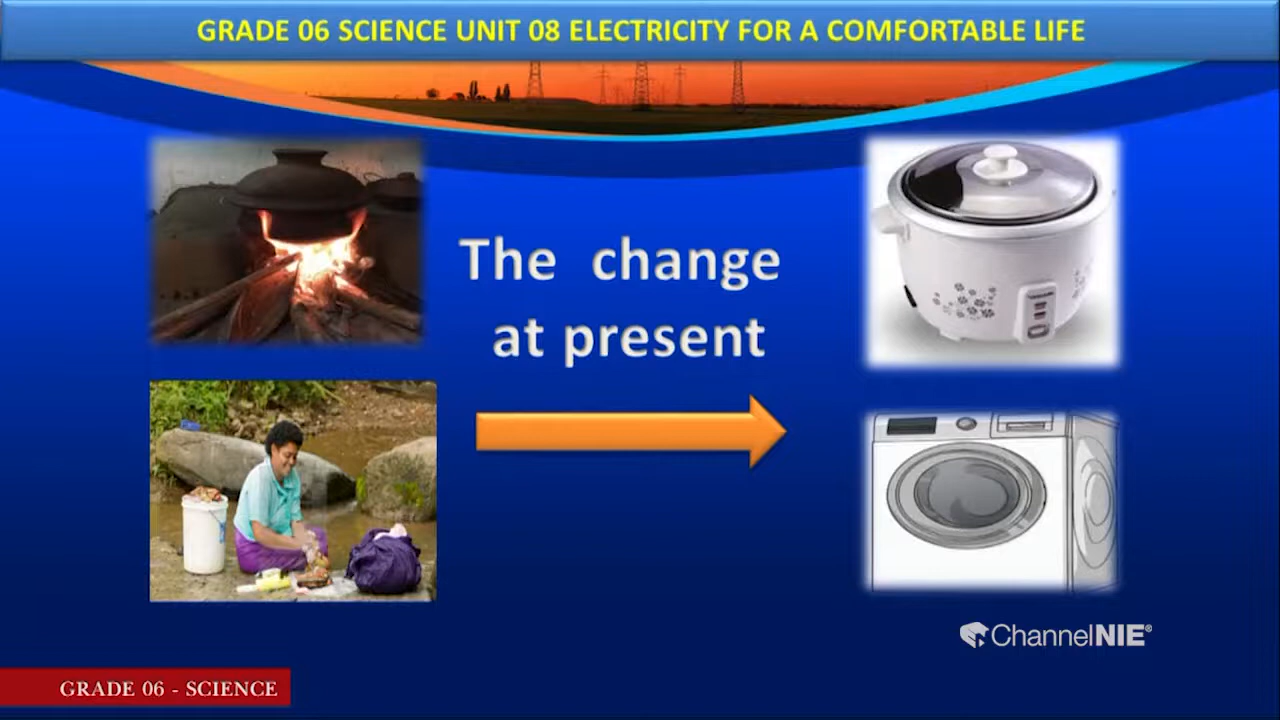 GRADE 06 SCIENCE UNIT 08 ELECTRICITY FOR A COMFORTABLE LIFE
The change
at present
ChannelNIE®
GRADE 06 - SCIENCE